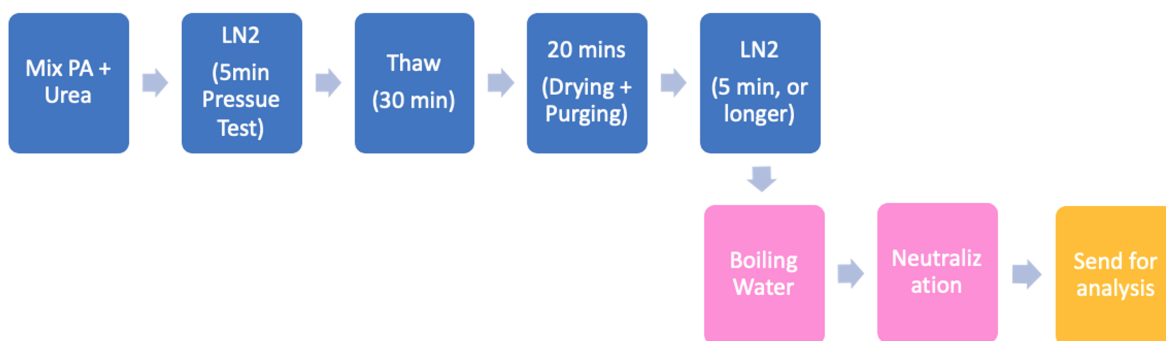 Mix PA +
Urea
LN2
(5min
Pressue
Test)
Thaw
(30 min)
20 mins
(Drying +
Purging)
LN2
(5 min, or
longer)
Boiling
Water
Neutraliz
ation
Send for
analysis